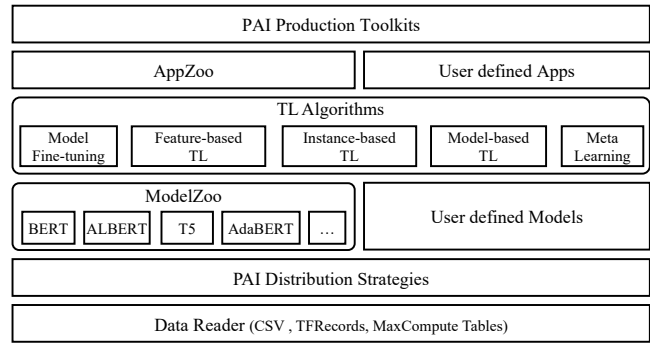 PAI Production Toolkits
AppZoo
User defined Apps
TL Algorithms
Model
Fine-tuning
Feature-based
TL
Instance-based
TL
Model-based
TL
Meta
Learning
ModelZoo
BERT
ALBERT
T5
AdaBERT
...
User defined Models
PAI Distribution Strategies
Data Reader (CSV , TFRecords, MaxCompute Tables)